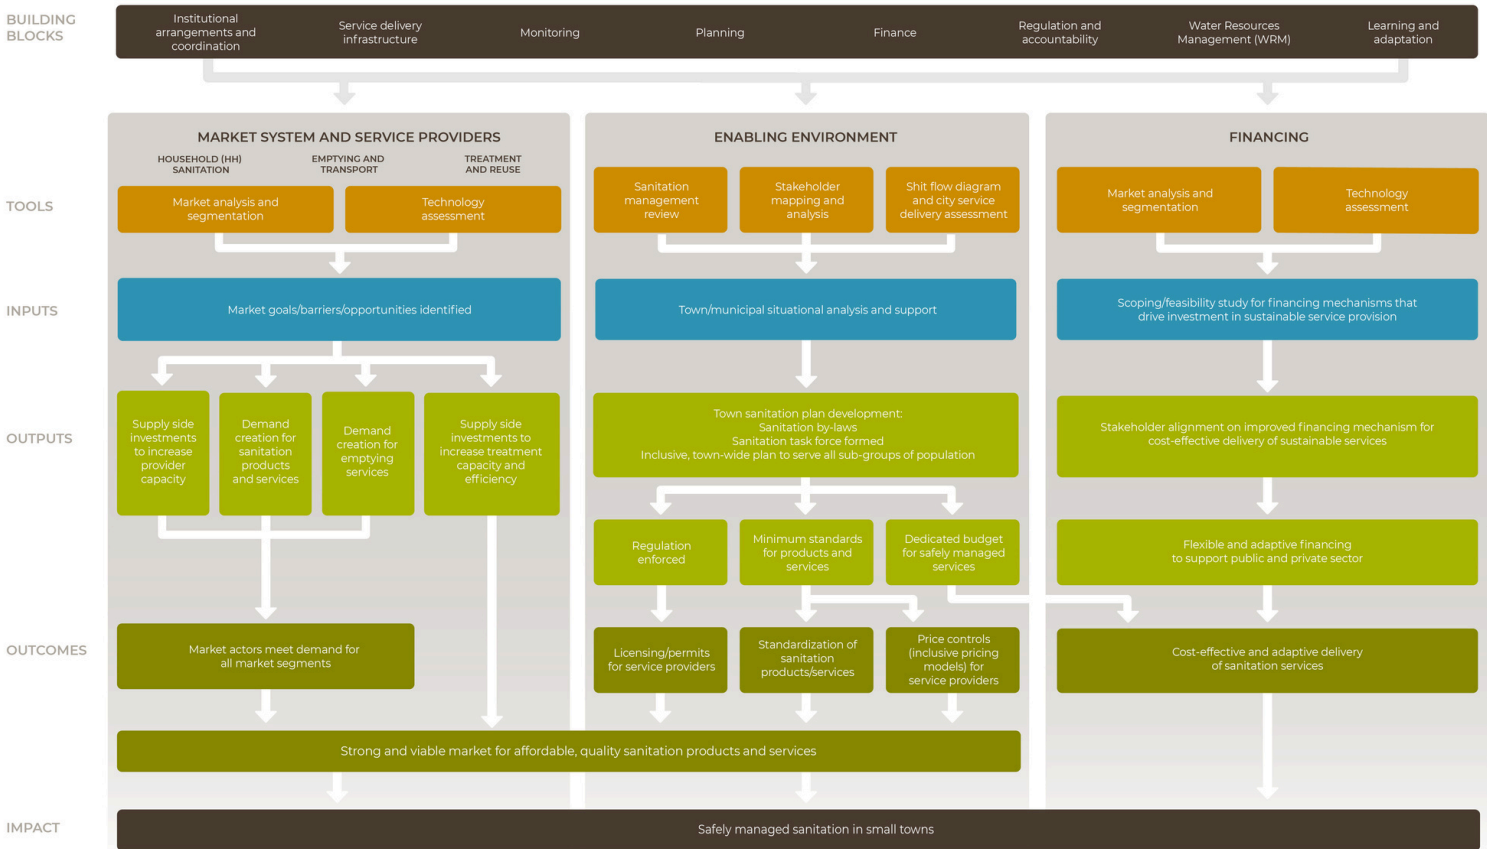 BUILDING
BLOCKS
Institutional
arrangements and
coordination
Service delivery
infrastructure
Monitoring
Planning
Finance
Regulation and
accountability
Water Resources
Management (WRM)
Learning and
adaptation
MARKET SYSTEM AND SERVICE PROVIDERS
ENABLING ENVIRONMENT
FINANCING
HOUSEHOLD (HH)
SANITATION
EMPTYING AND
TRANSPORT
TREATMENT
AND REUSE
TOOLS
Market analysis and
segmentation
Technology
assessment
Sanitation
management
review
Stakeholder
mapping and
analysis
Shit flow diagram
and city service
delivery assessment
Market analysis and
segmentation
Technology
assessment
INPUTS
Market goals/barriers/opportunities identified
Town/municipal situational analysis and support
Scoping/feasibility study for financing mechanisms that
drive investment in sustainable service provision
OUTPUTS
Supply side
investments
to increase
provider
capacity
Demand
creation for
sanitation
products
and services
Demand
creation for
emptying
services
Supply side
investments to
increase treatment
capacity and
efficiency
Town sanitation plan development:
Sanitation by-laws
Sanitation task force formed
Inclusive, town-wide plan to serve all sub-groups of population
Stakeholder alignment on improved financing mechanism for
cost-effective delivery of sustainable services
Regulation
enforced
Minimum standards
for products and
services
Dedicated budget
for safely managed
services
Flexible and adaptive financing
to support public and private sector
OUTCOMES
Market actors meet demand for
all market segments
Licensing/permits
for service providers
Standardization of
sanitation
products/services
Price controls
(inclusive pricing
models) for
service providers
Cost-effective and adaptive delivery
of sanitation services
Strong and viable market for affordable, quality sanitation products and services
IMPACT
Safely managed sanitation in small towns